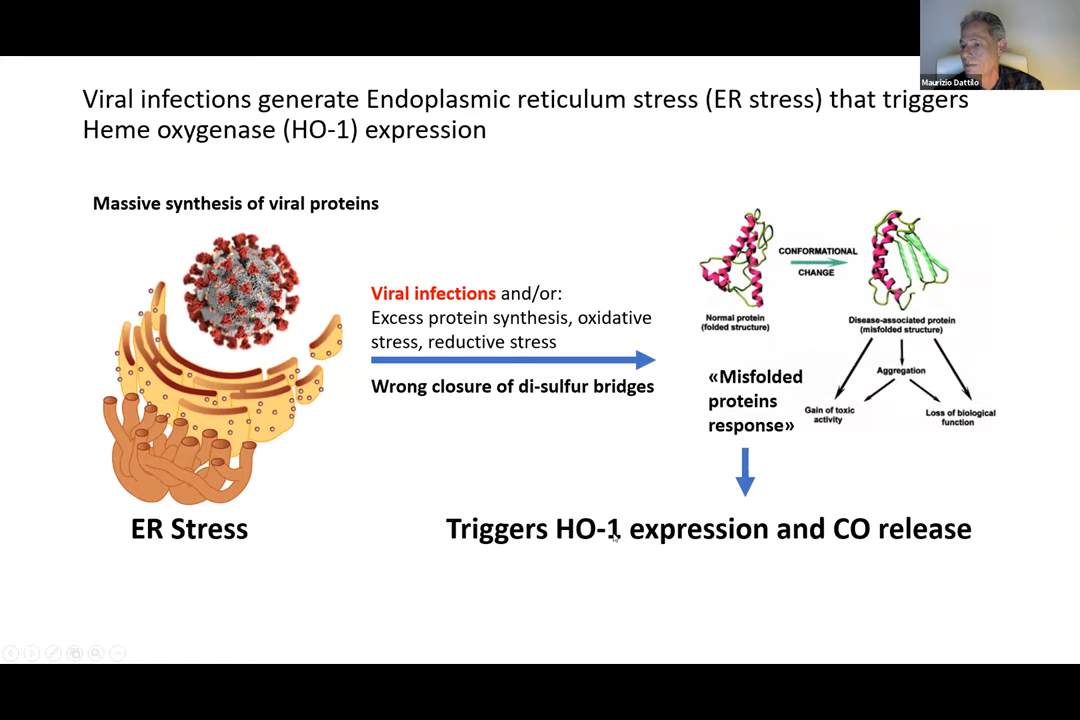 Maurizio Dattilo
Viral infections generate Endoplasmic reticulum stress (ER stress) that triggers
Heme oxygenase (HO-1) expression
Massive synthesis of viral proteins
Viral infections and/or:
Excess protein synthesis, oxidative
stress, reductive stress
Wrong closure of di-sulfur bridges
CONFORMATIONAL
CHANGE
Normal protein
(folded structure)
Disease-associated protein
(misfolded structure)
Aggregation
Gain of toxic
activity
Loss of biological
function
«Misfolded
proteins
response»
ER Stress
Triggers HO-1 expression and CO release